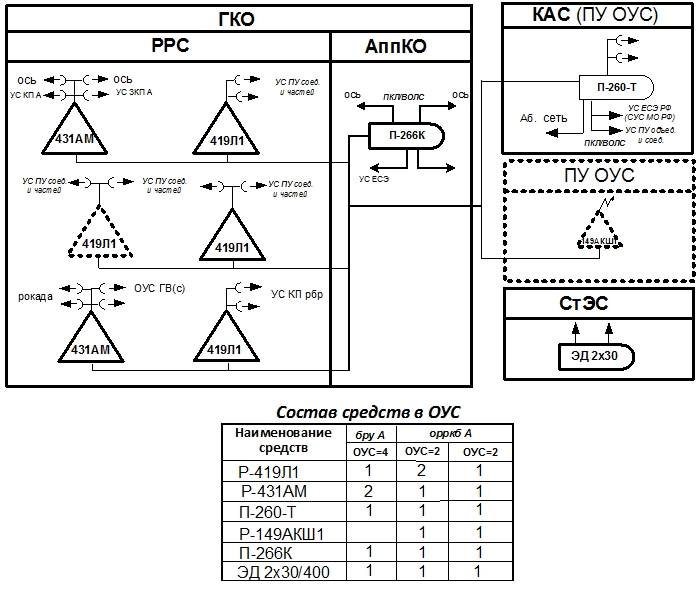 ГКО
РРС
АппКО
КАС (ПУ ОУС)
ось
ось
УС КП А
УС ЗКП А
431АМ
УС ПУ соед.
и частей
419Л1
ось
ПКЛ/ВОЛС
ось
П-266К
УС ЕСЭ
П-260-Т
Аб. сеть
УС ЕСЭ РФ
(СУС МО РФ)
УС ПУ объед.
и соед.
ПКЛ/ВОЛС
УС ПУ соед.
и частей
419Л1
УС ПУ соед.
и частей
419Л1
ПУ ОУС
149АКШ1
рокада
ОУС ГВ(с)
431АМ
УС КП рбр
419Л1
СтЭС
ЭД 2х30
Состав средств в ОУС
Наименование
средств
бру А
орркб А
ОУС=4
ОУС=2
ОУС=2
Р-419Л1 1 2 1
Р-431АМ 2 1 1
П-260-Т 1 1 1
Р-149АКШ1 1 1
П-266К 1 1 1
ЭД 2х30/400 1 1 1